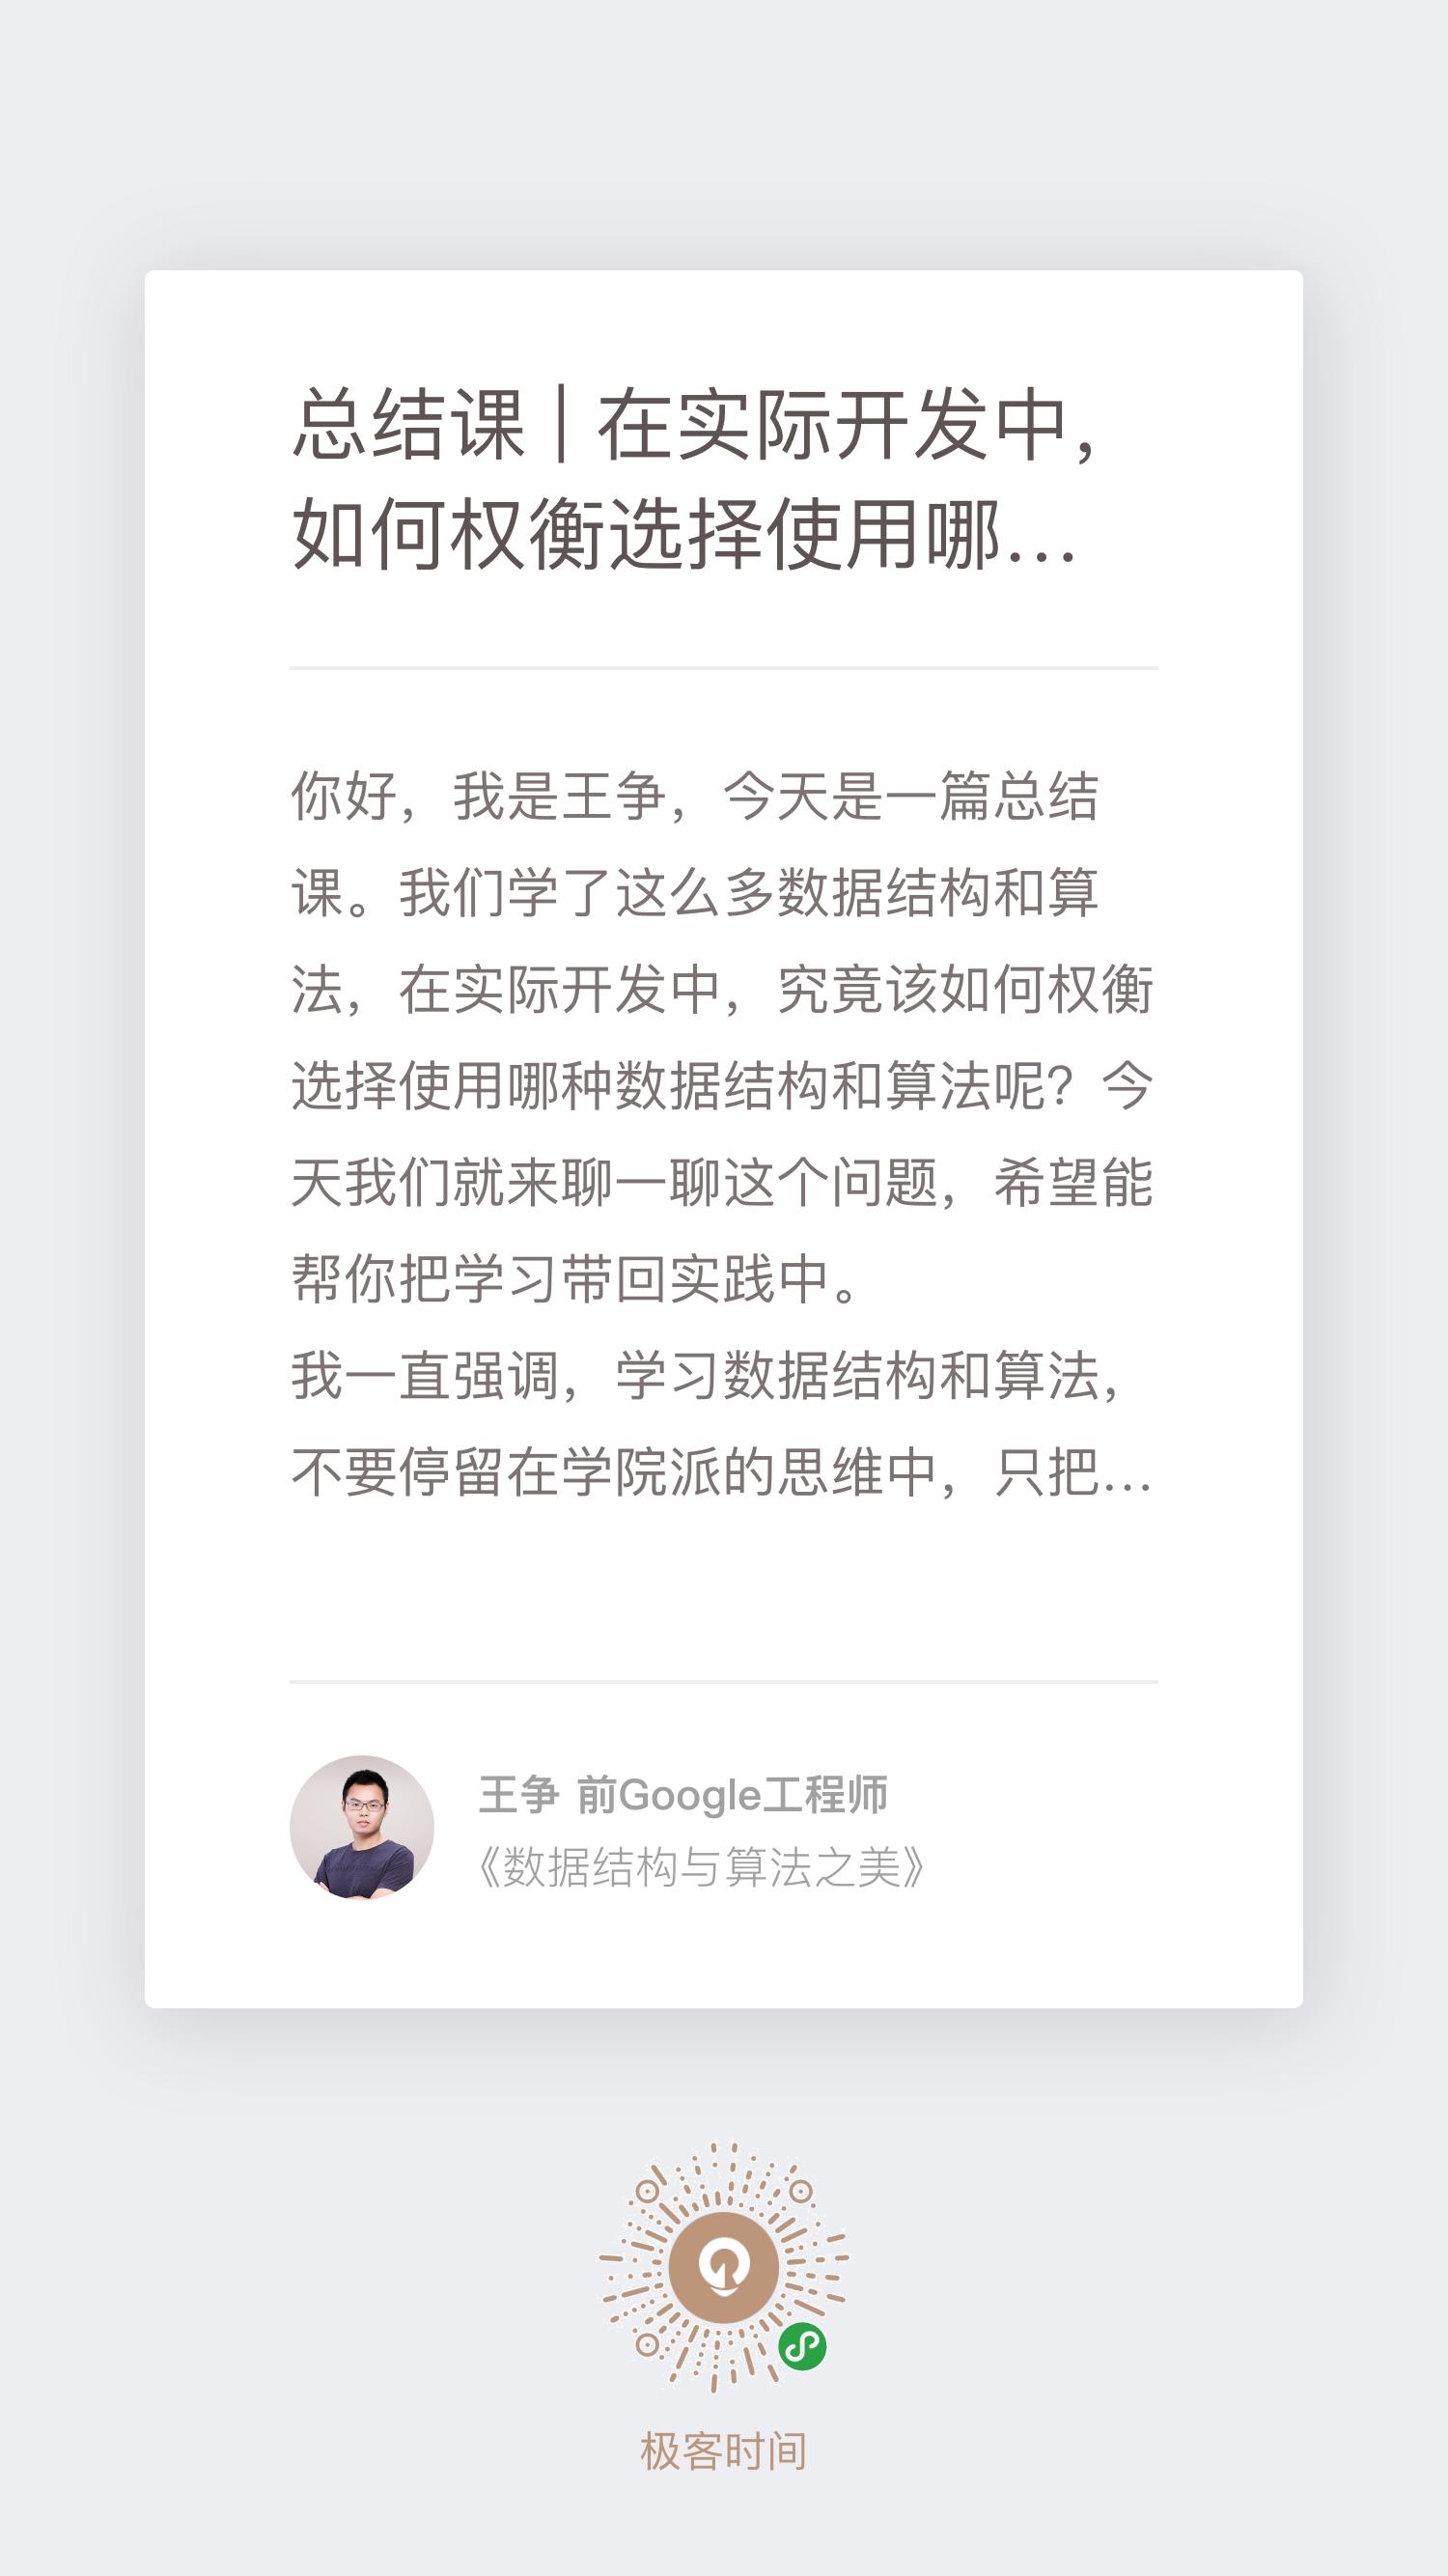 总结课 | 在实际开发中，
如何权衡选择使用哪...
你好，我是王争，今天是一篇总结
课。我们学了这么多数据结构和算
法，在实际开发中，究竟该如何权衡
选择使用哪种数据结构和算法呢？今
天我们就来聊一聊这个问题，希望能
帮你把学习带回实践中。
我一直强调，学习数据结构和算法，
不要停留在学院派的思维中，只把...
王争 前Google工程师
《数据结构与算法之美》
极客时间